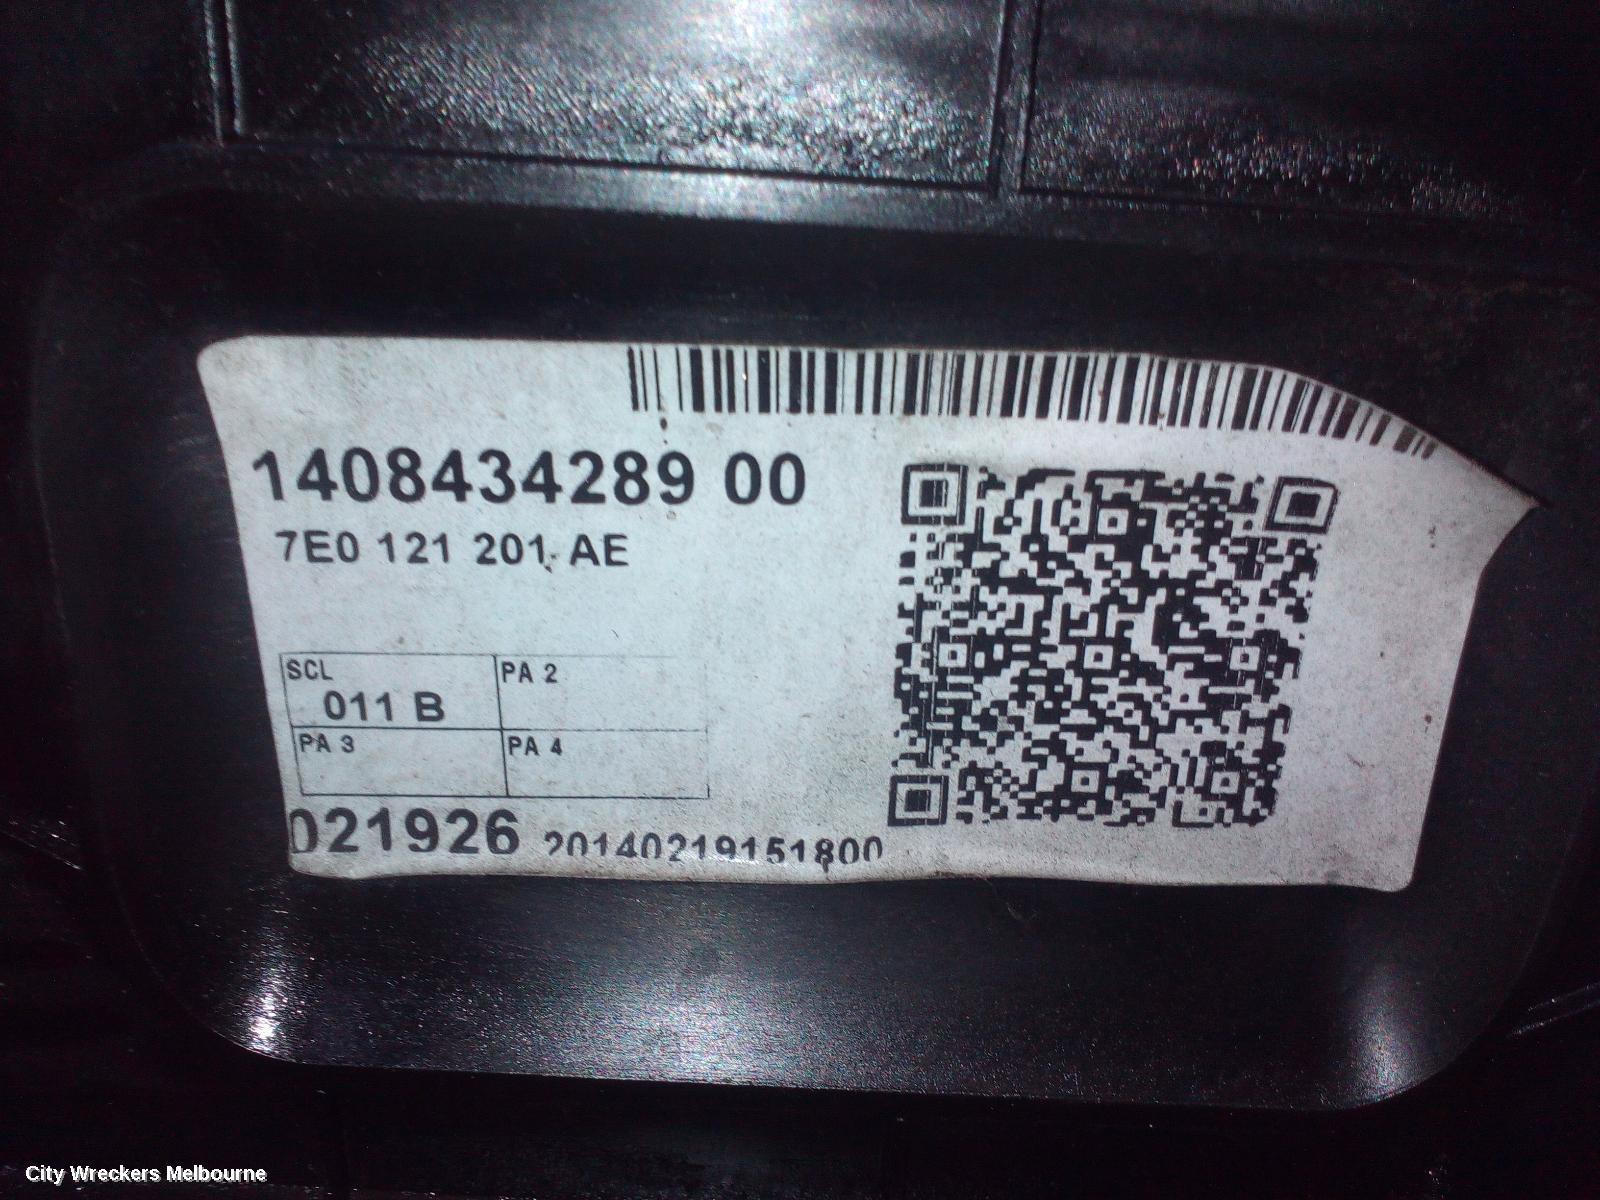 1408434289 00
7E0 121 201 AE
SCL
011 B
PA 2
PA 3
PA 4
021926 20140219151800
City Wreckers Melbourne